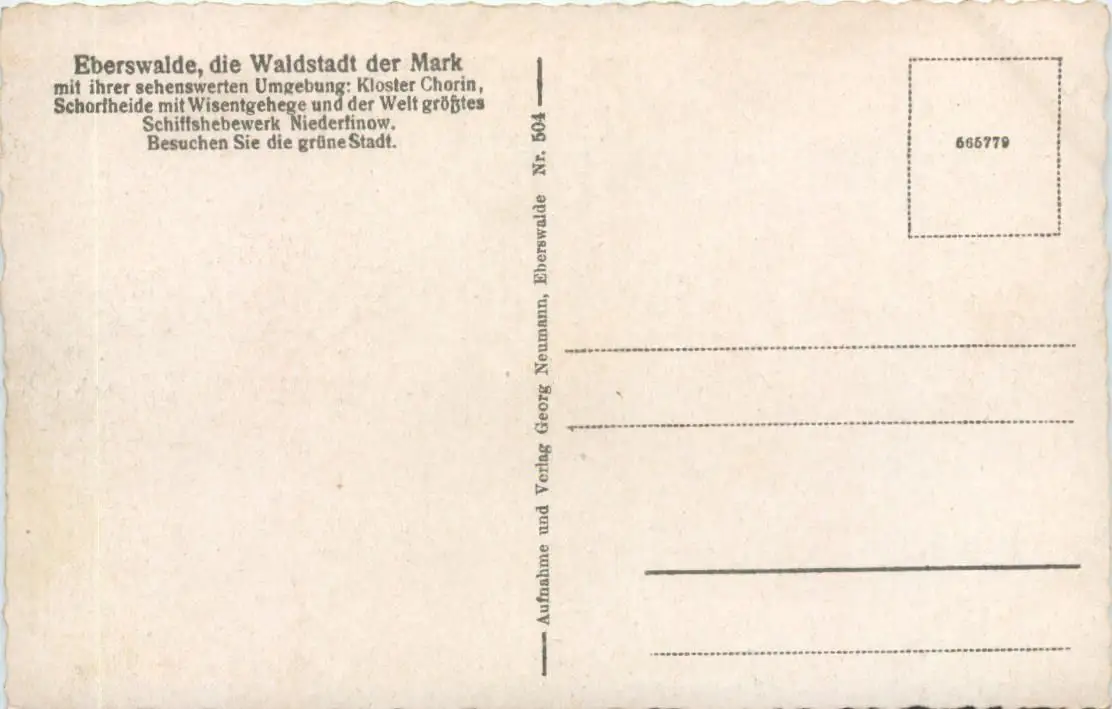 Eberswalde, die Waldstadt der Mark
mit ihrer sehenswerten Umgebung: Kloster Chorin,
Schorfheide mit Wisentgehege und der Welt größtes
Schiffshebewerk Niederfinow.
Besuchen Sie die grüne Stadt.
Aufnahme und Verlag Georg Neumann, Eberswalde Nr. 504
565779